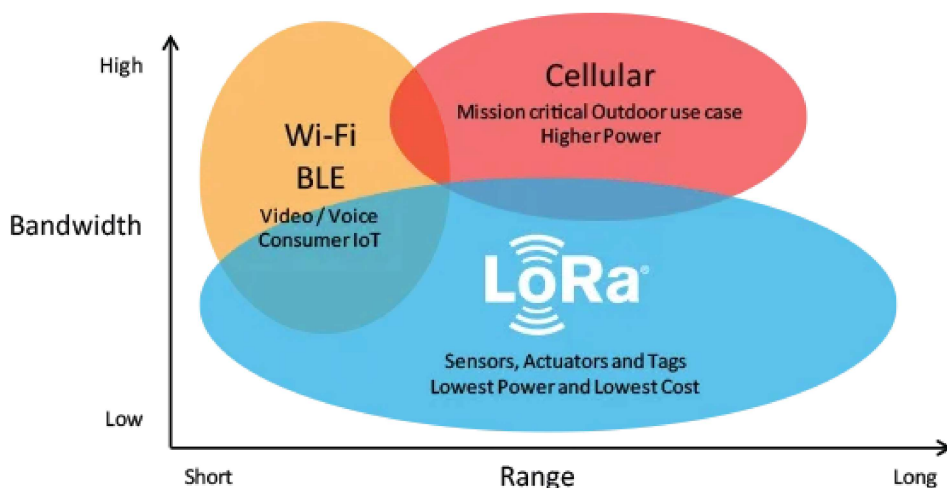 High
Bandwidth
Low
Wi-Fi
BLE
Video / Voice
Consumer IoT
Cellular
Mission critical Outdoor use case
Higher Power
LoRa®
Sensors, Actuators and Tags
Lowest Power and Lowest Cost
Short
Range
Long